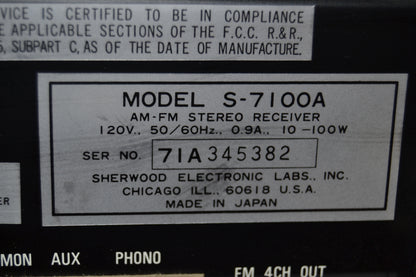 VICE IS CERTIFIED TO BE IN COMPLIANCE
E APPLICABLE SECTIONS OF THE F.C.C. R.&R.,
5, SUBPART C, AS OF THE DATE OF MANUFACTURE.
MODEL S-7100A
AM-FM STEREO RECEIVER
120V., 50/60Hz., 0.9A., 10-100W
SER NO. 71A345382
SHERWOOD ELECTRONIC LABS., INC.
CHICAGO ILL., 60618 U.S.A.
MADE IN JAPAN
ER
MON AUX PHONO
FM 4CH OUT